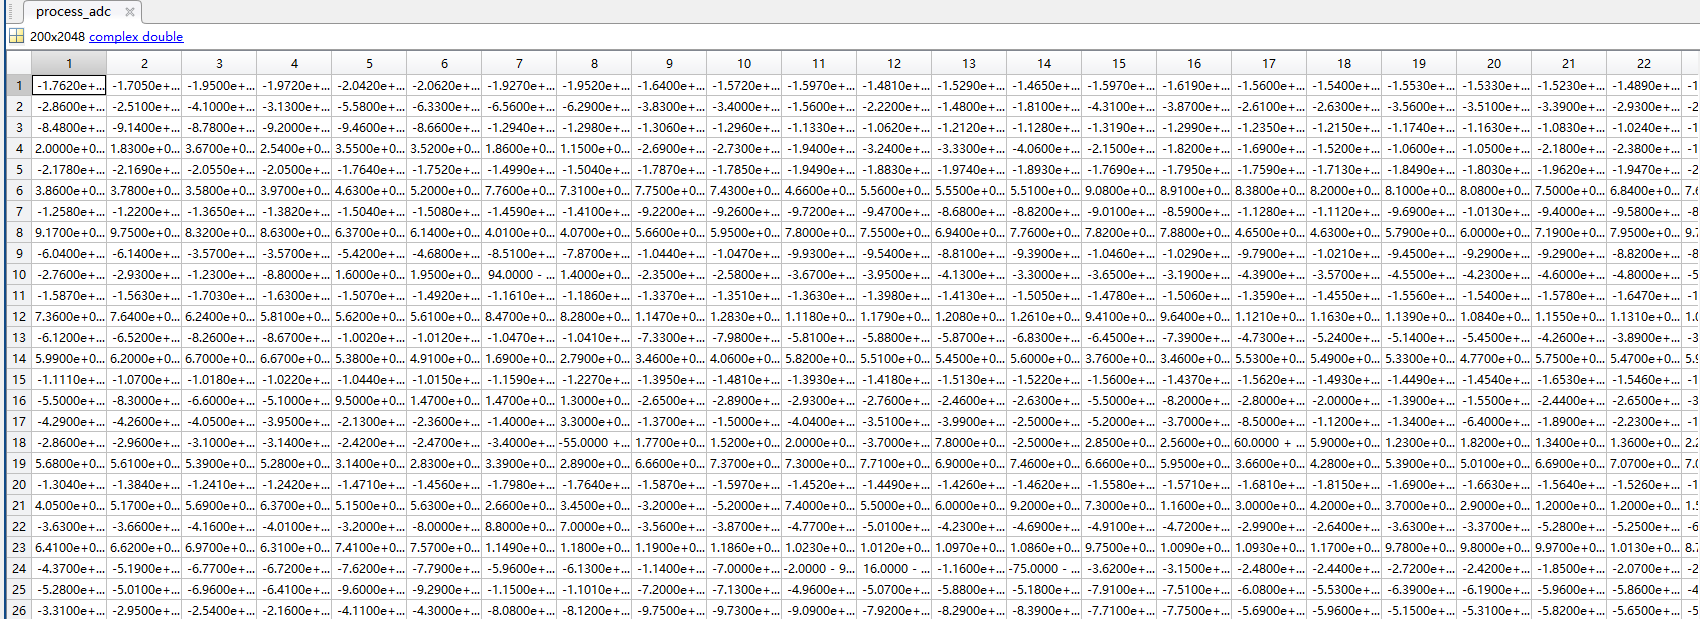 process_adc
200x2048 complex double
1 2 3 4 5 6 7 8 9 10 11 12 13 14 15 16 17 18 19 20 21 22
1 -1.7620e+... -1.7050e+... -1.9500e+... -1.9720e+... -2.0420e+... -2.0620e+... -1.9270e+... -1.9520e+... -1.6400e+... -1.5720e+... -1.5970e+... -1.4810e+... -1.5290e+... -1.4650e+... -1.5970e+... -1.6190e+... -1.5600e+... -1.5400e+... -1.5530e+... -1.5330e+... -1.5230e+... -1.4890e+... -1
2 -2.8600e+... -2.5100e+... -4.1000e+... -3.1300e+... -5.5800e+... -6.3300e+... -6.5600e+... -6.2900e+... -3.8300e+... -3.4000e+... -1.5600e+... -2.2200e+... -1.4800e+... -1.8100e+... -4.3100e+... -3.8700e+... -2.6100e+... -2.6300e+... -3.5600e+... -3.5100e+... -3.3900e+... -2.9300e+... -2
3 -8.4800e+... -9.1400e+... -8.7800e+... -9.2000e+... -9.4600e+... -8.6600e+... -1.2940e+... -1.2980e+... -1.3060e+... -1.2960e+... -1.1330e+... -1.0620e+... -1.2120e+... -1.1280e+... -1.3190e+... -1.2990e+... -1.2350e+... -1.2150e+... -1.1740e+... -1.1630e+... -1.0830e+... -1.0240e+... -1
4 2.0000e+0... 1.8300e+0... 3.6700e+0... 2.5400e+0... 3.5500e+0... 3.5200e+0... 1.8600e+0... 1.1500e+0... -2.6900e+... -2.7300e+... -1.9400e+... -3.2400e+... -3.3300e+... -4.0600e+... -2.1500e+... -1.8200e+... -1.6900e+... -1.5200e+... -1.0600e+... -1.0500e+... -2.1800e+... -2.3800e+... -1
5 -2.1780e+... -2.1690e+... -2.0550e+... -2.0500e+... -1.7640e+... -1.7520e+... -1.4990e+... -1.5040e+... -1.7870e+... -1.7850e+... -1.9490e+... -1.8830e+... -1.9740e+... -1.8930e+... -1.7690e+... -1.7950e+... -1.7590e+... -1.7130e+... -1.8490e+... -1.8030e+... -1.9620e+... -1.9470e+... -2
6 3.8600e+0... 3.7800e+0... 3.5800e+0... 3.9700e+0... 4.6300e+0... 5.2000e+0... 7.7600e+0... 7.3100e+0... 7.7500e+0... 7.4300e+0... 4.6600e+0... 5.5600e+0... 5.5500e+0... 5.5100e+0... 9.0800e+0... 8.9100e+0... 8.3800e+0... 8.2000e+0... 8.1000e+0... 8.0800e+0... 7.5000e+0... 6.8400e+0... 7.6
7 -1.2580e+... -1.2200e+... -1.3650e+... -1.3820e+... -1.5040e+... -1.5080e+... -1.4590e+... -1.4100e+... -9.2200e+... -9.2600e+... -9.7200e+... -9.4700e+... -8.6800e+... -8.8200e+... -9.0100e+... -8.5900e+... -1.1280e+... -1.1120e+... -9.6900e+... -1.0130e+... -9.4000e+... -9.5800e+... -8
8 9.1700e+0... 9.7500e+0... 8.3200e+0... 8.6300e+0... 6.3700e+0... 6.1400e+0... 4.0100e+0... 4.0700e+0... 5.6600e+0... 5.9500e+0... 7.8000e+0... 7.5500e+0... 6.9400e+0... 7.7600e+0... 7.8200e+0... 7.8800e+0... 4.6500e+0... 4.6300e+0... 5.7900e+0... 6.0000e+0... 7.1900e+0... 7.9500e+0... 9.7
9 -6.0400e+... -6.1400e+... -3.5700e+... -3.5700e+... -5.4200e+... -4.6800e+... -8.5100e+... -7.8700e+... -1.0440e+... -1.0470e+... -9.9300e+... -9.5400e+... -8.8100e+... -9.3900e+... -1.0460e+... -1.0290e+... -9.7900e+... -1.0210e+... -9.4500e+... -9.2900e+... -9.2900e+... -8.8200e+... -8
10 -2.7600e+... -2.9300e+... -1.2300e+... -8.8000e+... 1.6000e+0... 1.9500e+0... 94.0000 - ... 1.4000e+0... -2.3500e+... -2.5800e+... -3.6700e+... -3.9500e+... -4.1300e+... -3.3000e+... -3.6500e+... -3.1900e+... -4.3900e+... -3.5700e+... -4.5500e+... -4.2300e+... -4.6000e+... -4.8000e+... -5
11 -1.5870e+... -1.5630e+... -1.7030e+... -1.6300e+... -1.5070e+... -1.4920e+... -1.1610e+... -1.1860e+... -1.3370e+... -1.3510e+... -1.3630e+... -1.3980e+... -1.4130e+... -1.5050e+... -1.4780e+... -1.5060e+... -1.3590e+... -1.4550e+... -1.5560e+... -1.5400e+... -1.5780e+... -1.6470e+... -1
12 7.3600e+0... 7.6400e+0... 6.2400e+0... 5.8100e+0... 5.6200e+0... 5.6100e+0... 8.4700e+0... 8.2800e+0... 1.1470e+0... 1.2830e+0... 1.1180e+0... 1.1790e+0... 1.2080e+0... 1.2610e+0... 9.4100e+0... 9.6400e+0... 1.1210e+0... 1.1630e+0... 1.1390e+0... 1.0840e+0... 1.1550e+0... 1.1310e+0... 1.0
13 -6.1200e+... -6.5200e+... -8.2600e+... -8.6700e+... -1.0020e+... -1.0120e+... -1.0470e+... -1.0410e+... -7.3300e+... -7.9800e+... -5.8100e+... -5.8800e+... -5.8700e+... -6.8300e+... -6.4500e+... -7.3900e+... -4.7300e+... -5.2400e+... -5.1400e+... -5.4500e+... -4.2600e+... -3.8900e+... -3
14 5.9900e+0... 6.2000e+0... 6.7000e+0... 6.6700e+0... 5.3800e+0... 4.9100e+0... 1.6900e+0... 2.7900e+0... 3.4600e+0... 4.0600e+0... 5.8200e+0... 5.5100e+0... 5.4500e+0... 5.6000e+0... 3.7600e+0... 3.4600e+0... 5.5300e+0... 5.4900e+0... 5.3300e+0... 4.7700e+0... 5.7500e+0... 5.4700e+0... 5.9
15 -1.1110e+... -1.0700e+... -1.0180e+... -1.0220e+... -1.0440e+... -1.0150e+... -1.1590e+... -1.2270e+... -1.3950e+... -1.4810e+... -1.3930e+... -1.4180e+... -1.5130e+... -1.5220e+... -1.5600e+... -1.4370e+... -1.5620e+... -1.4930e+... -1.4490e+... -1.4540e+... -1.6530e+... -1.5460e+... -1
16 -5.5000e+... -8.3000e+... -6.6000e+... -5.1000e+... 9.5000e+0... 1.4700e+0... 1.4700e+0... 1.3000e+0... -2.6500e+... -2.8900e+... -2.9300e+... -2.7600e+... -2.4600e+... -2.6300e+... -5.5000e+... -8.2000e+... -2.8000e+... -2.0000e+... -1.3900e+... -1.5500e+... -2.4400e+... -2.6500e+... -3
17 -4.2900e+... -4.2600e+... -4.0500e+... -3.9500e+... -2.1300e+... -2.3600e+... -1.4000e+... 3.3000e+0... -1.3700e+... -1.5000e+... -4.0400e+... -3.5100e+... -3.9900e+... -2.5000e+... -5.2000e+... -3.7000e+... -8.5000e+... -1.1200e+... -1.3400e+... -6.4000e+... -1.8900e+... -2.2300e+... -1
18 -2.8600e+... -2.9600e+... -3.1000e+... -3.1400e+... -2.4200e+... -2.4700e+... -3.4000e+... -55.0000 +... 1.7700e+0... 1.5200e+0... 2.0000e+0... -3.7000e+... 7.8000e+0... -2.5000e+... 2.8500e+0... 2.5600e+0... 60.0000 + ... 5.9000e+0... 1.2300e+0... 1.8200e+0... 1.3400e+0... 1.3600e+0... 2.2
19 5.6800e+0... 5.6100e+0... 5.3900e+0... 5.2800e+0... 3.1400e+0... 2.8300e+0... 3.3900e+0... 2.8900e+0... 6.6600e+0... 7.3700e+0... 7.3000e+0... 7.7100e+0... 6.9000e+0... 7.4600e+0... 6.6600e+0... 5.9500e+0... 3.6600e+0... 4.2800e+0... 5.3900e+0... 5.0100e+0... 6.6900e+0... 7.0700e+0... 7.0
20 -1.3040e+... -1.3840e+... -1.2410e+... -1.2420e+... -1.4710e+... -1.4560e+... -1.7980e+... -1.7640e+... -1.5870e+... -1.5970e+... -1.4520e+... -1.4490e+... -1.4260e+... -1.4620e+... -1.5580e+... -1.5710e+... -1.6810e+... -1.8150e+... -1.6900e+... -1.6630e+... -1.5640e+... -1.5260e+... -1
21 4.0500e+0... 5.1700e+0... 5.6900e+0... 6.3700e+0... 5.1500e+0... 5.6300e+0... 2.6600e+0... 3.4500e+0... -3.2000e+... -5.2000e+... 7.4000e+0... 5.5000e+0... 6.0000e+0... 9.2000e+0... 7.3000e+0... 1.1600e+0... 3.0000e+0... 4.2000e+0... 3.7000e+0... 2.9000e+0... 1.2000e+0... 1.2000e+0... 1.5
22 -3.6300e+... -3.6600e+... -4.1600e+... -4.0100e+... -3.2000e+... -8.0000e+... 8.8000e+0... 7.0000e+0... -3.5600e+... -3.8700e+... -4.7700e+... -5.0100e+... -4.2300e+... -4.6900e+... -4.9100e+... -4.7200e+... -2.9900e+... -2.6400e+... -3.6300e+... -3.3700e+... -5.2800e+... -5.2500e+... -6
23 6.4100e+0... 6.6200e+0... 6.9700e+0... 6.3100e+0... 7.4100e+0... 7.5700e+0... 1.1490e+0... 1.1800e+0... 1.1900e+0... 1.1860e+0... 1.0230e+0... 1.0120e+0... 1.0970e+0... 1.0860e+0... 9.7500e+0... 1.0090e+0... 1.0930e+0... 1.1700e+0... 9.7800e+0... 9.8000e+0... 9.9700e+0... 1.0130e+0... 8.7
24 -4.3700e+... -5.1900e+... -6.7700e+... -6.7200e+... -7.6200e+... -7.7900e+... -5.9600e+... -6.1300e+... -1.1400e+... -7.0000e+... -2.0000 - 9... 16.0000 - ... -1.1600e+... -75.0000 - ... -3.6200e+... -3.1500e+... -2.4800e+... -2.4400e+... -2.7200e+... -2.4200e+... -1.8500e+... -2.0700e+... -2
25 -5.2800e+... -5.0100e+... -6.9600e+... -6.4100e+... -9.6000e+... -9.2900e+... -1.1500e+... -1.1010e+... -7.2000e+... -7.1300e+... -4.9600e+... -5.0700e+... -5.8800e+... -5.1800e+... -7.9100e+... -7.9100e+... -6.0800e+... -5.5300e+... -6.3900e+... -6.1900e+... -5.9600e+... -5.8600e+... -4
26 -3.3100e+... -2.9500e+... -2.5400e+... -2.1600e+... -4.1100e+... -4.3000e+... -8.0800e+... -8.1200e+... -9.7500e+... -9.7300e+... -9.0900e+... -7.9200e+... -8.2900e+... -8.3900e+... -7.7100e+... -7.7500e+... -5.6900e+... -5.9600e+... -5.1500e+... -5.3100e+... -5.8200e+... -5.6500e+... -5